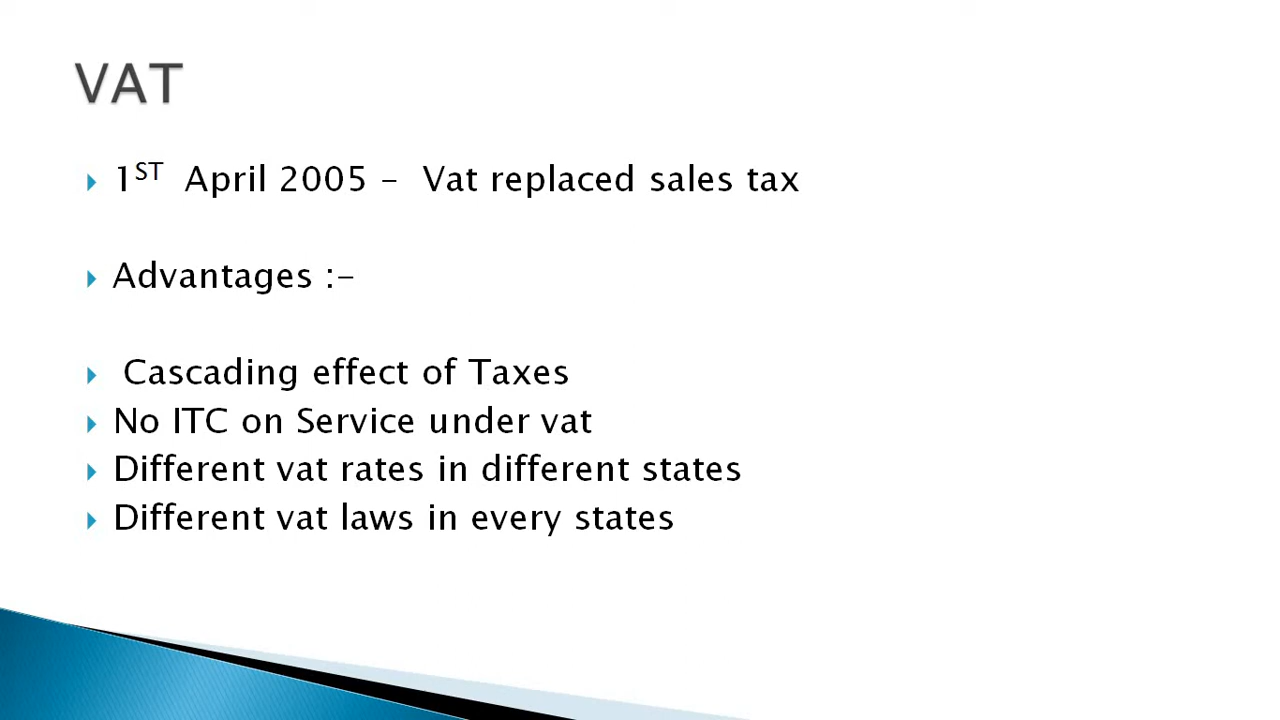 VAT
1ST April 2005 – Vat replaced sales tax
Advantages :-
Cascading effect of Taxes
No ITC on Service under vat
Different vat rates in different states
Different vat laws in every states